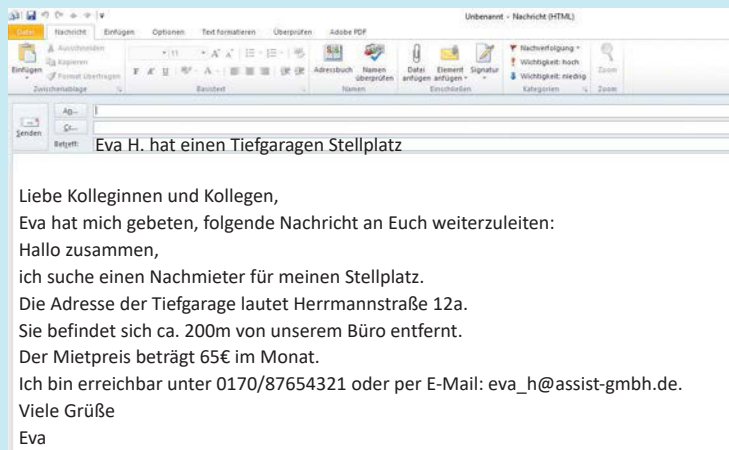 Unbenannt - Nachricht (HTML)
Datei Nachricht Einfügen Optionen Text formatieren Überprüfen Adobe PDF
Einfügen
Ausschneiden
Kopieren
Format übertragen
Zwischenablage
11
F K U
Basistext
Adressbuch Namen überprüfen
Namen
Datei anfügen Element anfügen Signatur
Einschließen
Nachverfolgung
Wichtigkeit: hoch
Wichtigkeit: niedrig
Kategorien
Zoom
Zoom
Senden
An...
Cc...
Betreff: Eva H. hat einen Tiefgaragen Stellplatz
Liebe Kolleginnen und Kollegen,
Eva hat mich gebeten, folgende Nachricht an Euch weiterzuleiten:
Hallo zusammen,
ich suche einen Nachmieter für meinen Stellplatz.
Die Adresse der Tiefgarage lautet Herrmannstraße 12a.
Sie befindet sich ca. 200m von unserem Büro entfernt.
Der Mietpreis beträgt 65€ im Monat.
Ich bin erreichbar unter 0170/87654321 oder per E-Mail: eva_h@assist-gmbh.de.
Viele Grüße
Eva